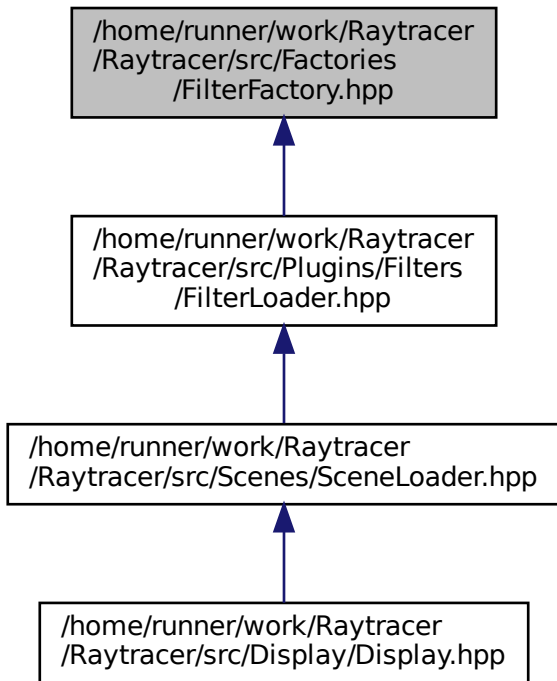 /home/runner/work/Raytracer
/Raytracer/src/Factories
/FilterFactory.hpp
/home/runner/work/Raytracer
/Raytracer/src/Plugins/Filters
/FilterLoader.hpp
/home/runner/work/Raytracer
/Raytracer/src/Scenes/SceneLoader.hpp
/home/runner/work/Raytracer
/Raytracer/src/Display/Display.hpp